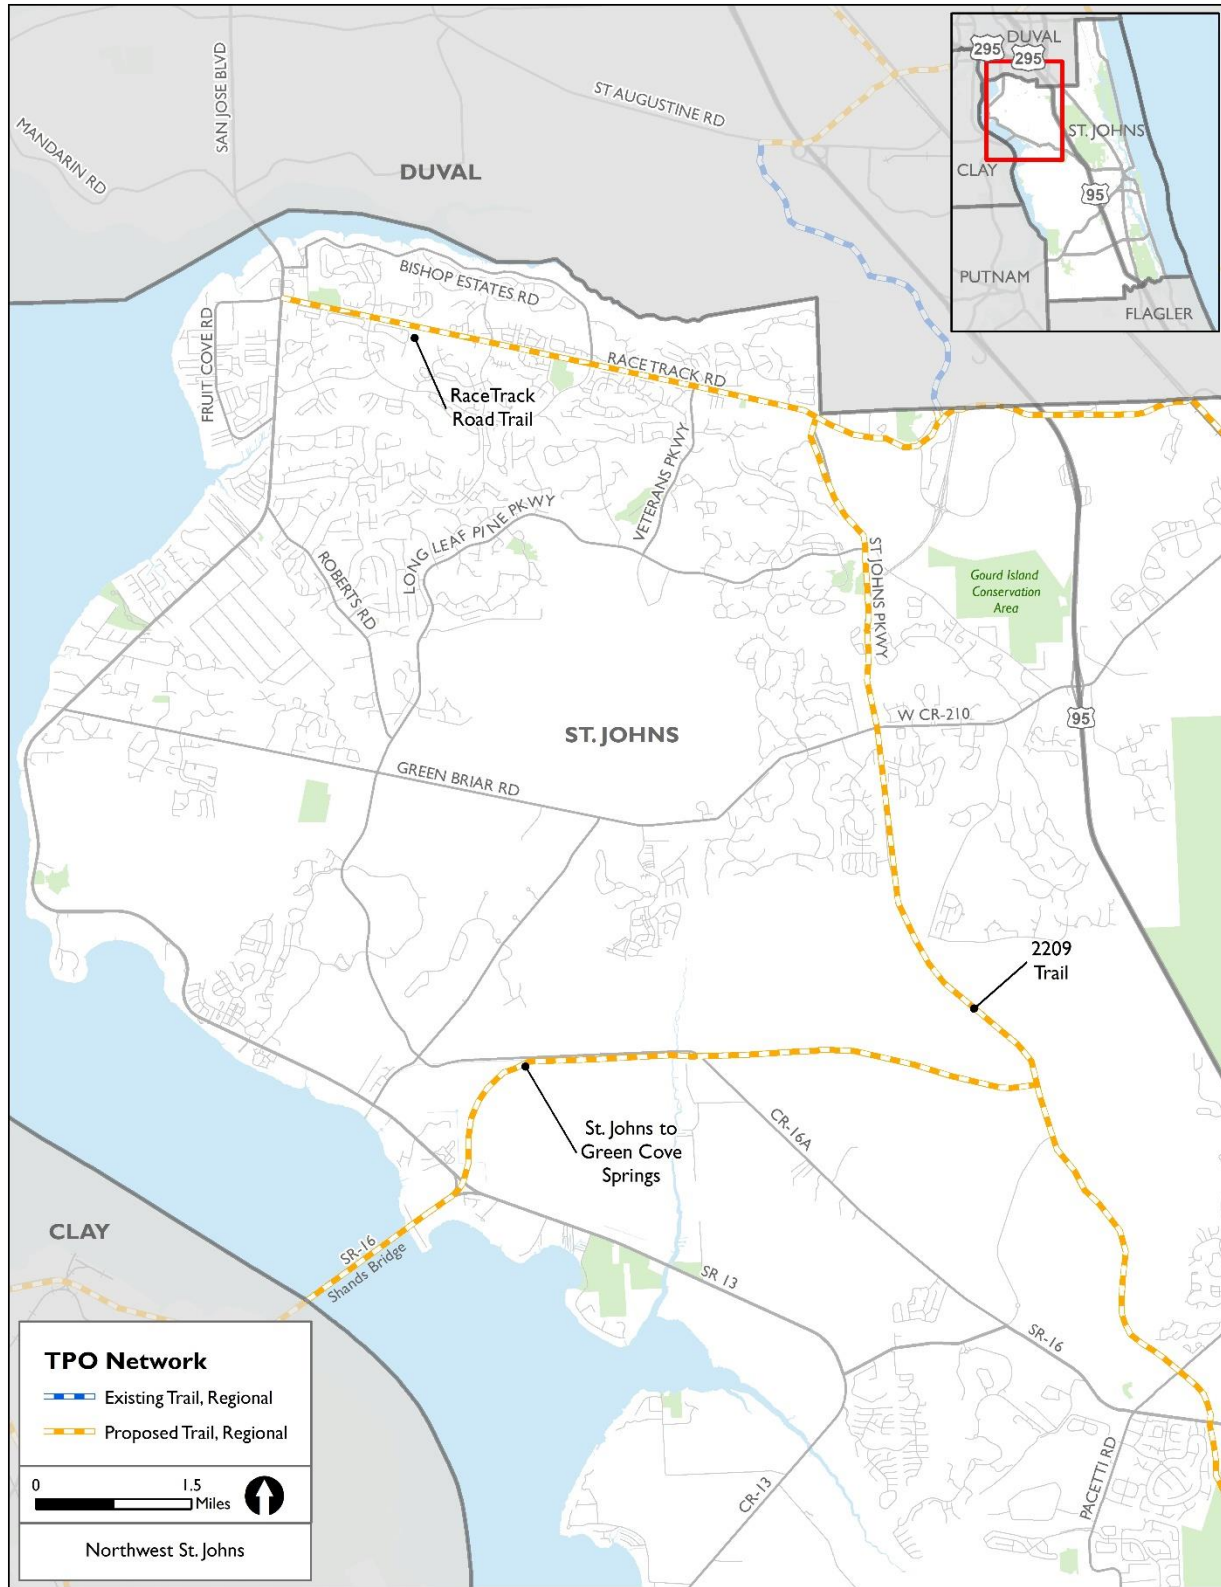 DUVAL
295
295
ST. JOHNS
CLAY
95
PUTNAM
FLAGLER
SAN JOSE BLVD
MANDARIN RD
ST AUGUSTINE RD
DUVAL
BISHOP ESTATES RD
FRUIT COVE RD
RACE TRACK RD
RaceTrack
Road Trail
VETERANS PKWY
LONG LEAF PINE PKWY
ROBERTS RD
ST JOHNS PKWY
Gourd Island
Conservation
Area
W CR-210
95
ST. JOHNS
GREEN BRIAR RD
2209
Trail
St. Johns to
Green Cove
Springs
CR-16A
CLAY
SR-16
Shands Bridge
SR 13
SR-16
PACETTI RD
CR-13
TPO Network
Existing Trail, Regional
Proposed Trail, Regional
0 1.5
Miles
Northwest St. Johns